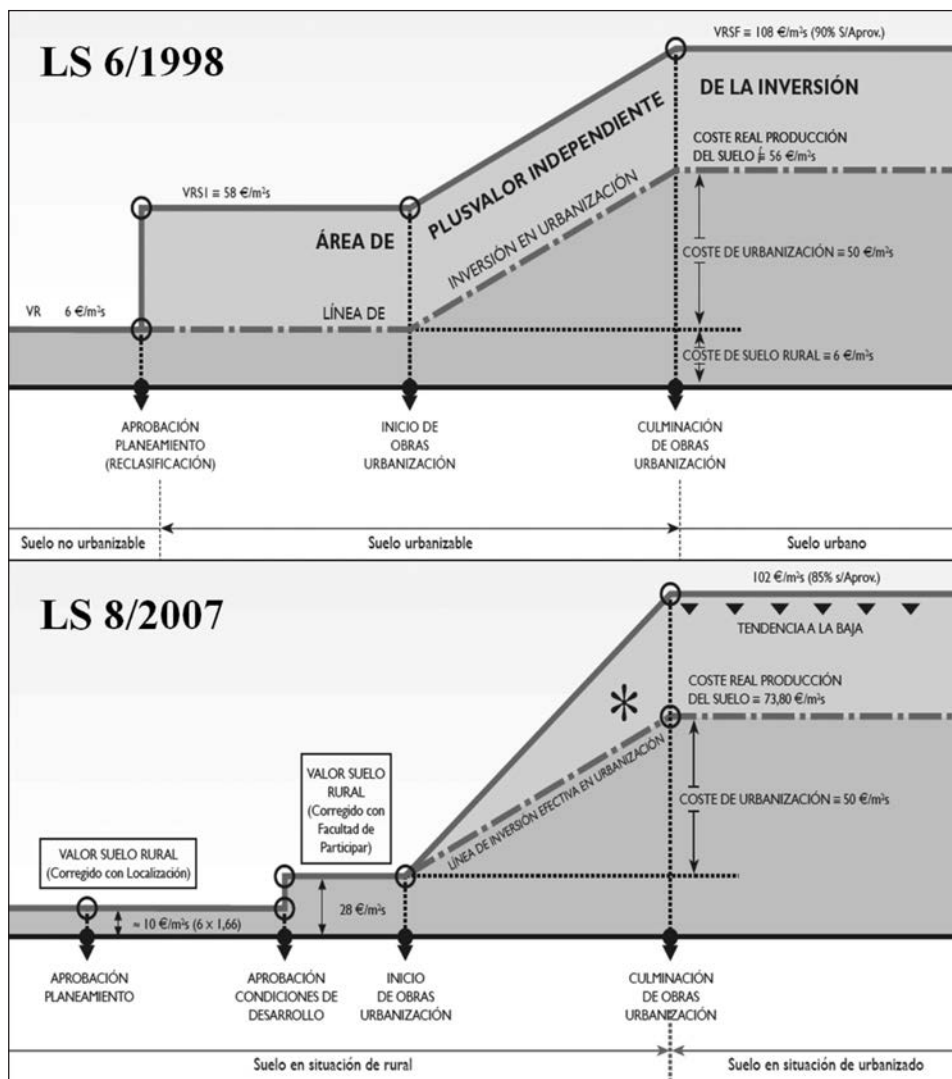 LS 6/1998
VRSF ≡ 108 €/m²s (90% S/Aprov.)
DE LA INVERSIÓN
PLUSVALOR INDEPENDIENTE
ÁREA DE
COSTE REAL PRODUCCIÓN
DEL SUELO ≡ 56 €/m²s
VRSI ≡ 58 €/m²s
INVERSIÓN EN URBANIZACIÓN
COSTE DE URBANIZACIÓN ≡ 50 €/m²s
VR 6 €/m²s
LÍNEA DE
COSTE DE SUELO RURAL ≡ 6 €/m²s
APROBACIÓN
PLANEAMIENTO
(RECLASIFICACIÓN)
INICIO DE
OBRAS
URBANIZACIÓN
CULMINACIÓN
DE OBRAS
URBANIZACIÓN
Suelo no urbanizable
Suelo urbanizable
Suelo urbano
LS 8/2007
102 €/m²s (85% s/Aprov.)
TENDENCIA A LA BAJA
*
COSTE REAL PRODUCCIÓN
DEL SUELO ≡ 73,80 €/m²s
VALOR SUELO
RURAL
(Corregido con
Facultad de
Participar)
LÍNEA DE INVERSIÓN EFECTIVA EN URBANIZACIÓN
COSTE DE URBANIZACIÓN ≡ 50 €/m²s
VALOR SUELO RURAL
(Corregido con Localización)
≈ 10 €/m²s (6 x 1,66)
28 €/m²s
APROBACIÓN
PLANEAMIENTO
APROBACIÓN
CONDICIONES DE
DESARROLLO
INICIO
DE OBRAS
URBANIZACIÓN
CULMINACIÓN
DE OBRAS
URBANIZACIÓN
Suelo en situación de rural
Suelo en situación de urbanizado